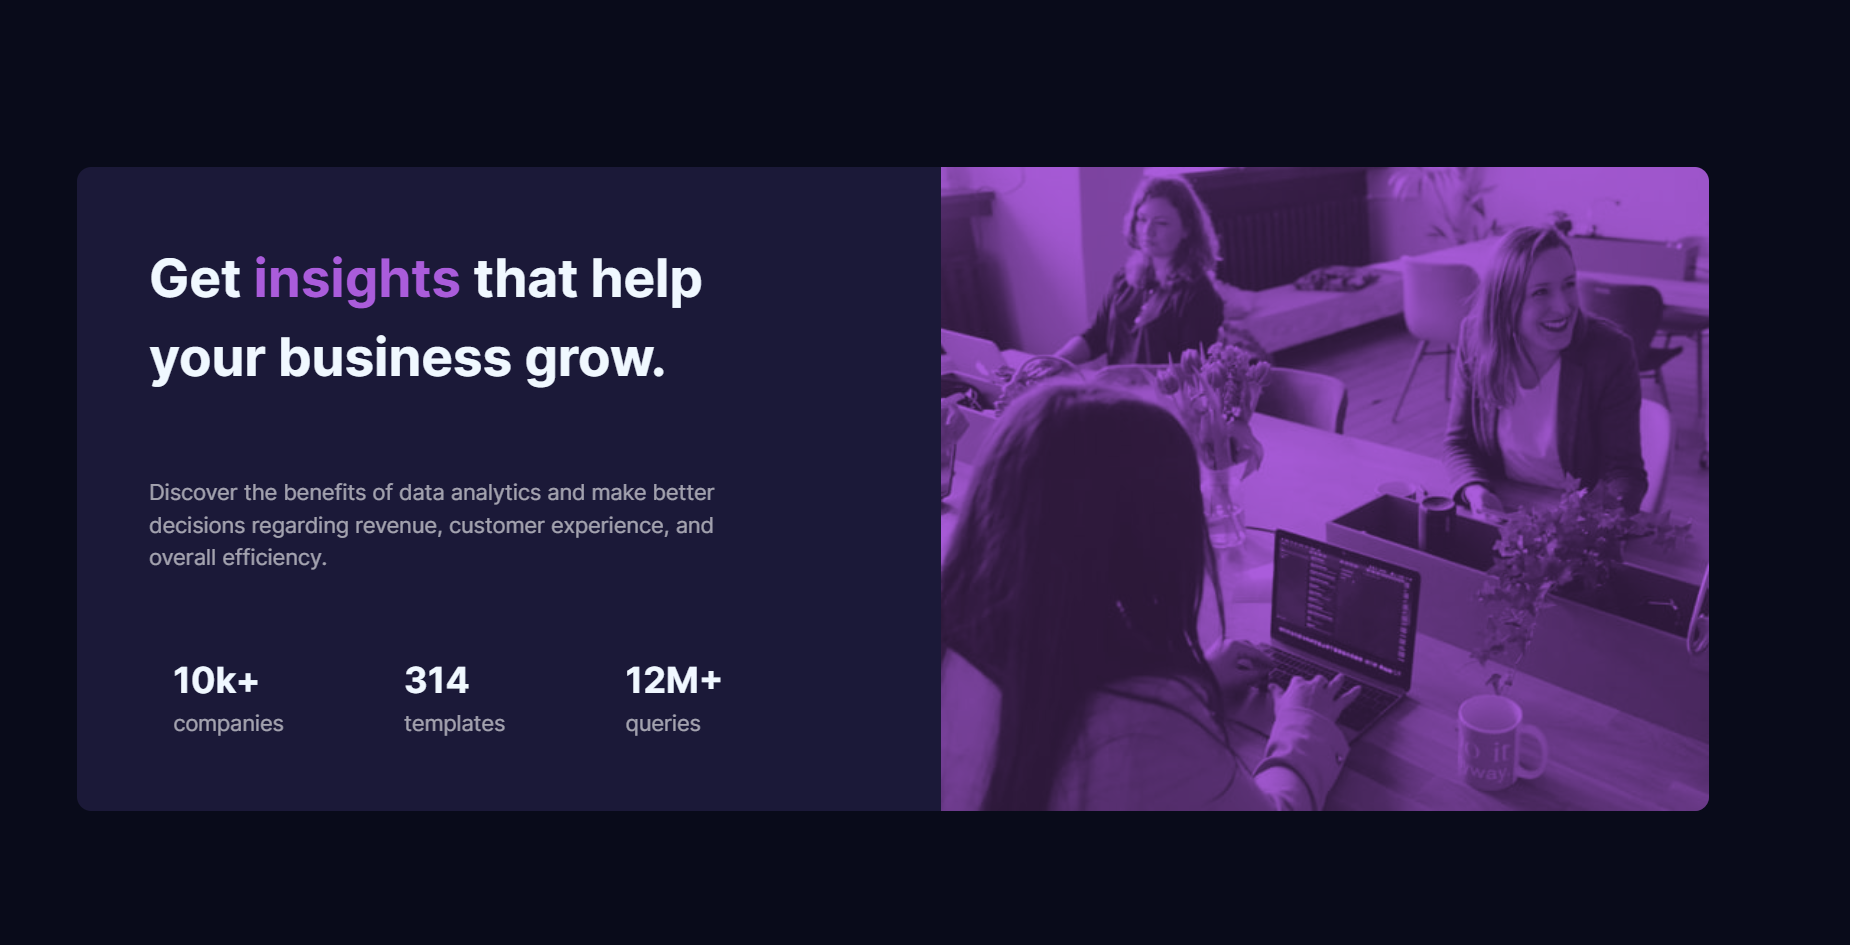 Get insights that help
your business grow.
Discover the benefits of data analytics and make better
decisions regarding revenue, customer experience, and
overall efficiency.
10k+ 314 12M+
companies templates queries